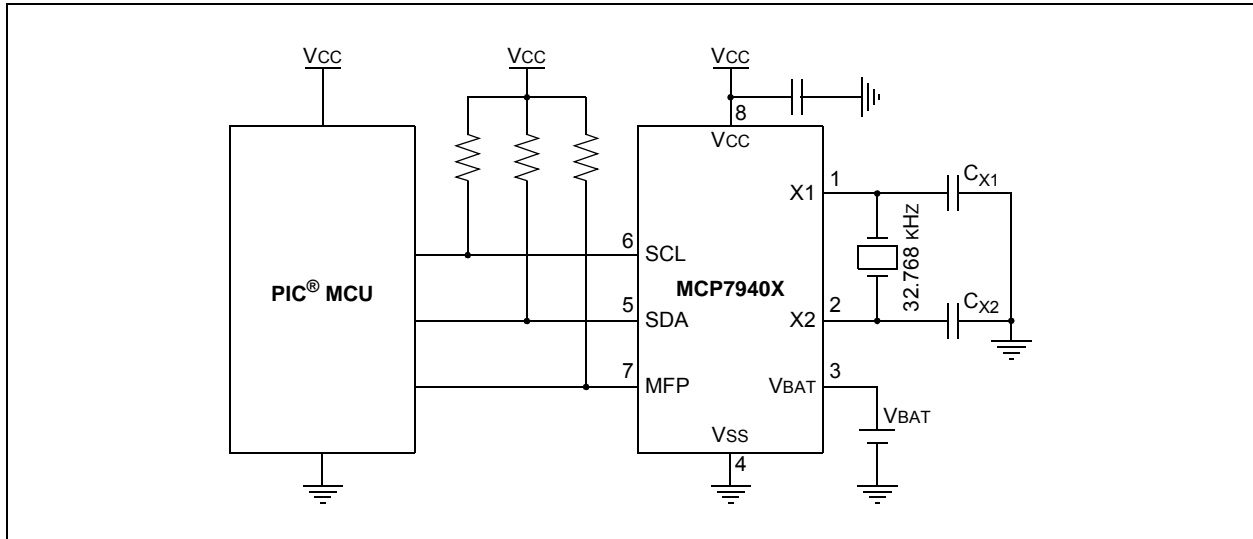 VCC VCC VCC
8
VCC
1
X1
CX1
6
SCL
32.768 KHZ
PIC® MCU
MCP7940X
5
SDA
2
X2
CX2
7
MFP
3
VBAT
VBAT
VSS
4